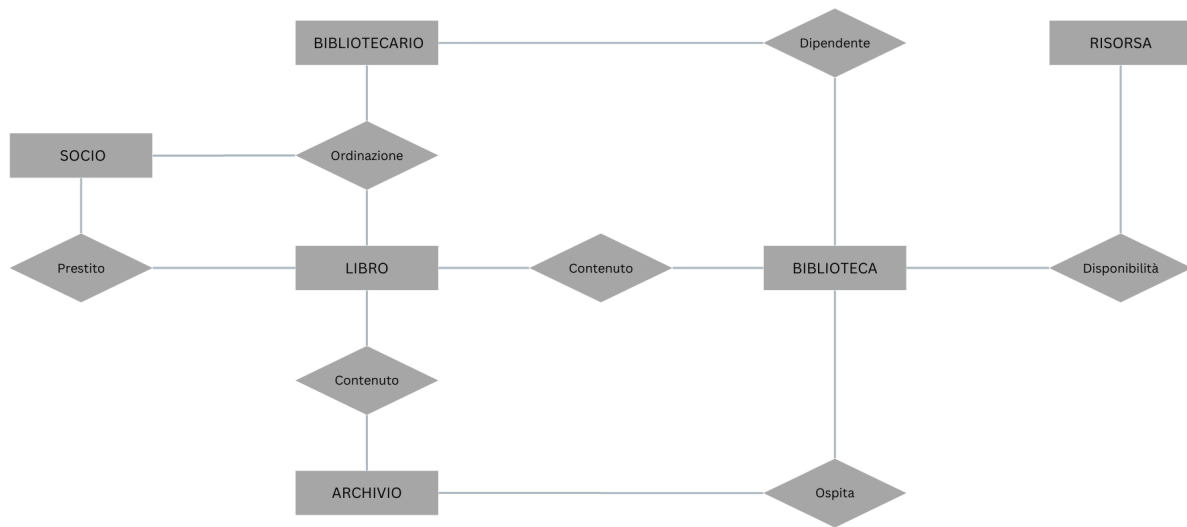 BIBLIOTECARIO
Dipendente
RISORSA
SOCIO
Ordinazione
Prestito
LIBRO
Contenuto
BIBLIOTECA
Disponibilità
Contenuto
ARCHIVIO
Ospita